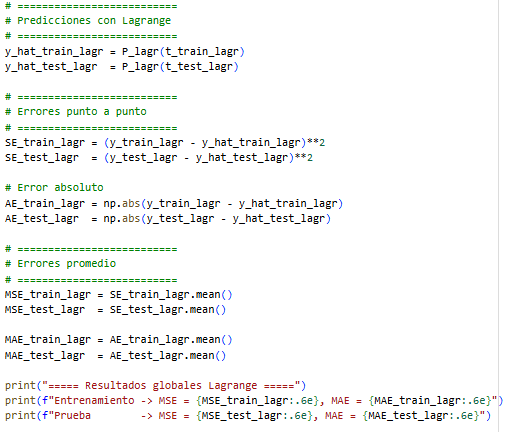 # ==========================
# Predicciones con Lagrange
# ==========================
y_hat_train_lagr = P_lagr(t_train_lagr)
y_hat_test_lagr  = P_lagr(t_test_lagr)
# ==========================
# Errores punto a punto
# ==========================
SE_train_lagr = (y_train_lagr - y_hat_train_lagr)**2
SE_test_lagr  = (y_test_lagr - y_hat_test_lagr)**2
# Error absoluto
AE_train_lagr = np.abs(y_train_lagr - y_hat_train_lagr)
AE_test_lagr  = np.abs(y_test_lagr - y_hat_test_lagr)
# ==========================
# Errores promedio
# ==========================
MSE_train_lagr = SE_train_lagr.mean()
MSE_test_lagr  = SE_test_lagr.mean()
MAE_train_lagr = AE_train_lagr.mean()
MAE_test_lagr  = AE_test_lagr.mean()
print("===== Resultados globales Lagrange =====")
print(f"Entrenamiento -> MSE = {MSE_train_lagr:.6e}, MAE = {MAE_train_lagr:.6e}")
print(f"Prueba        -> MSE = {MSE_test_lagr:.6e}, MAE = {MAE_test_lagr:.6e}")